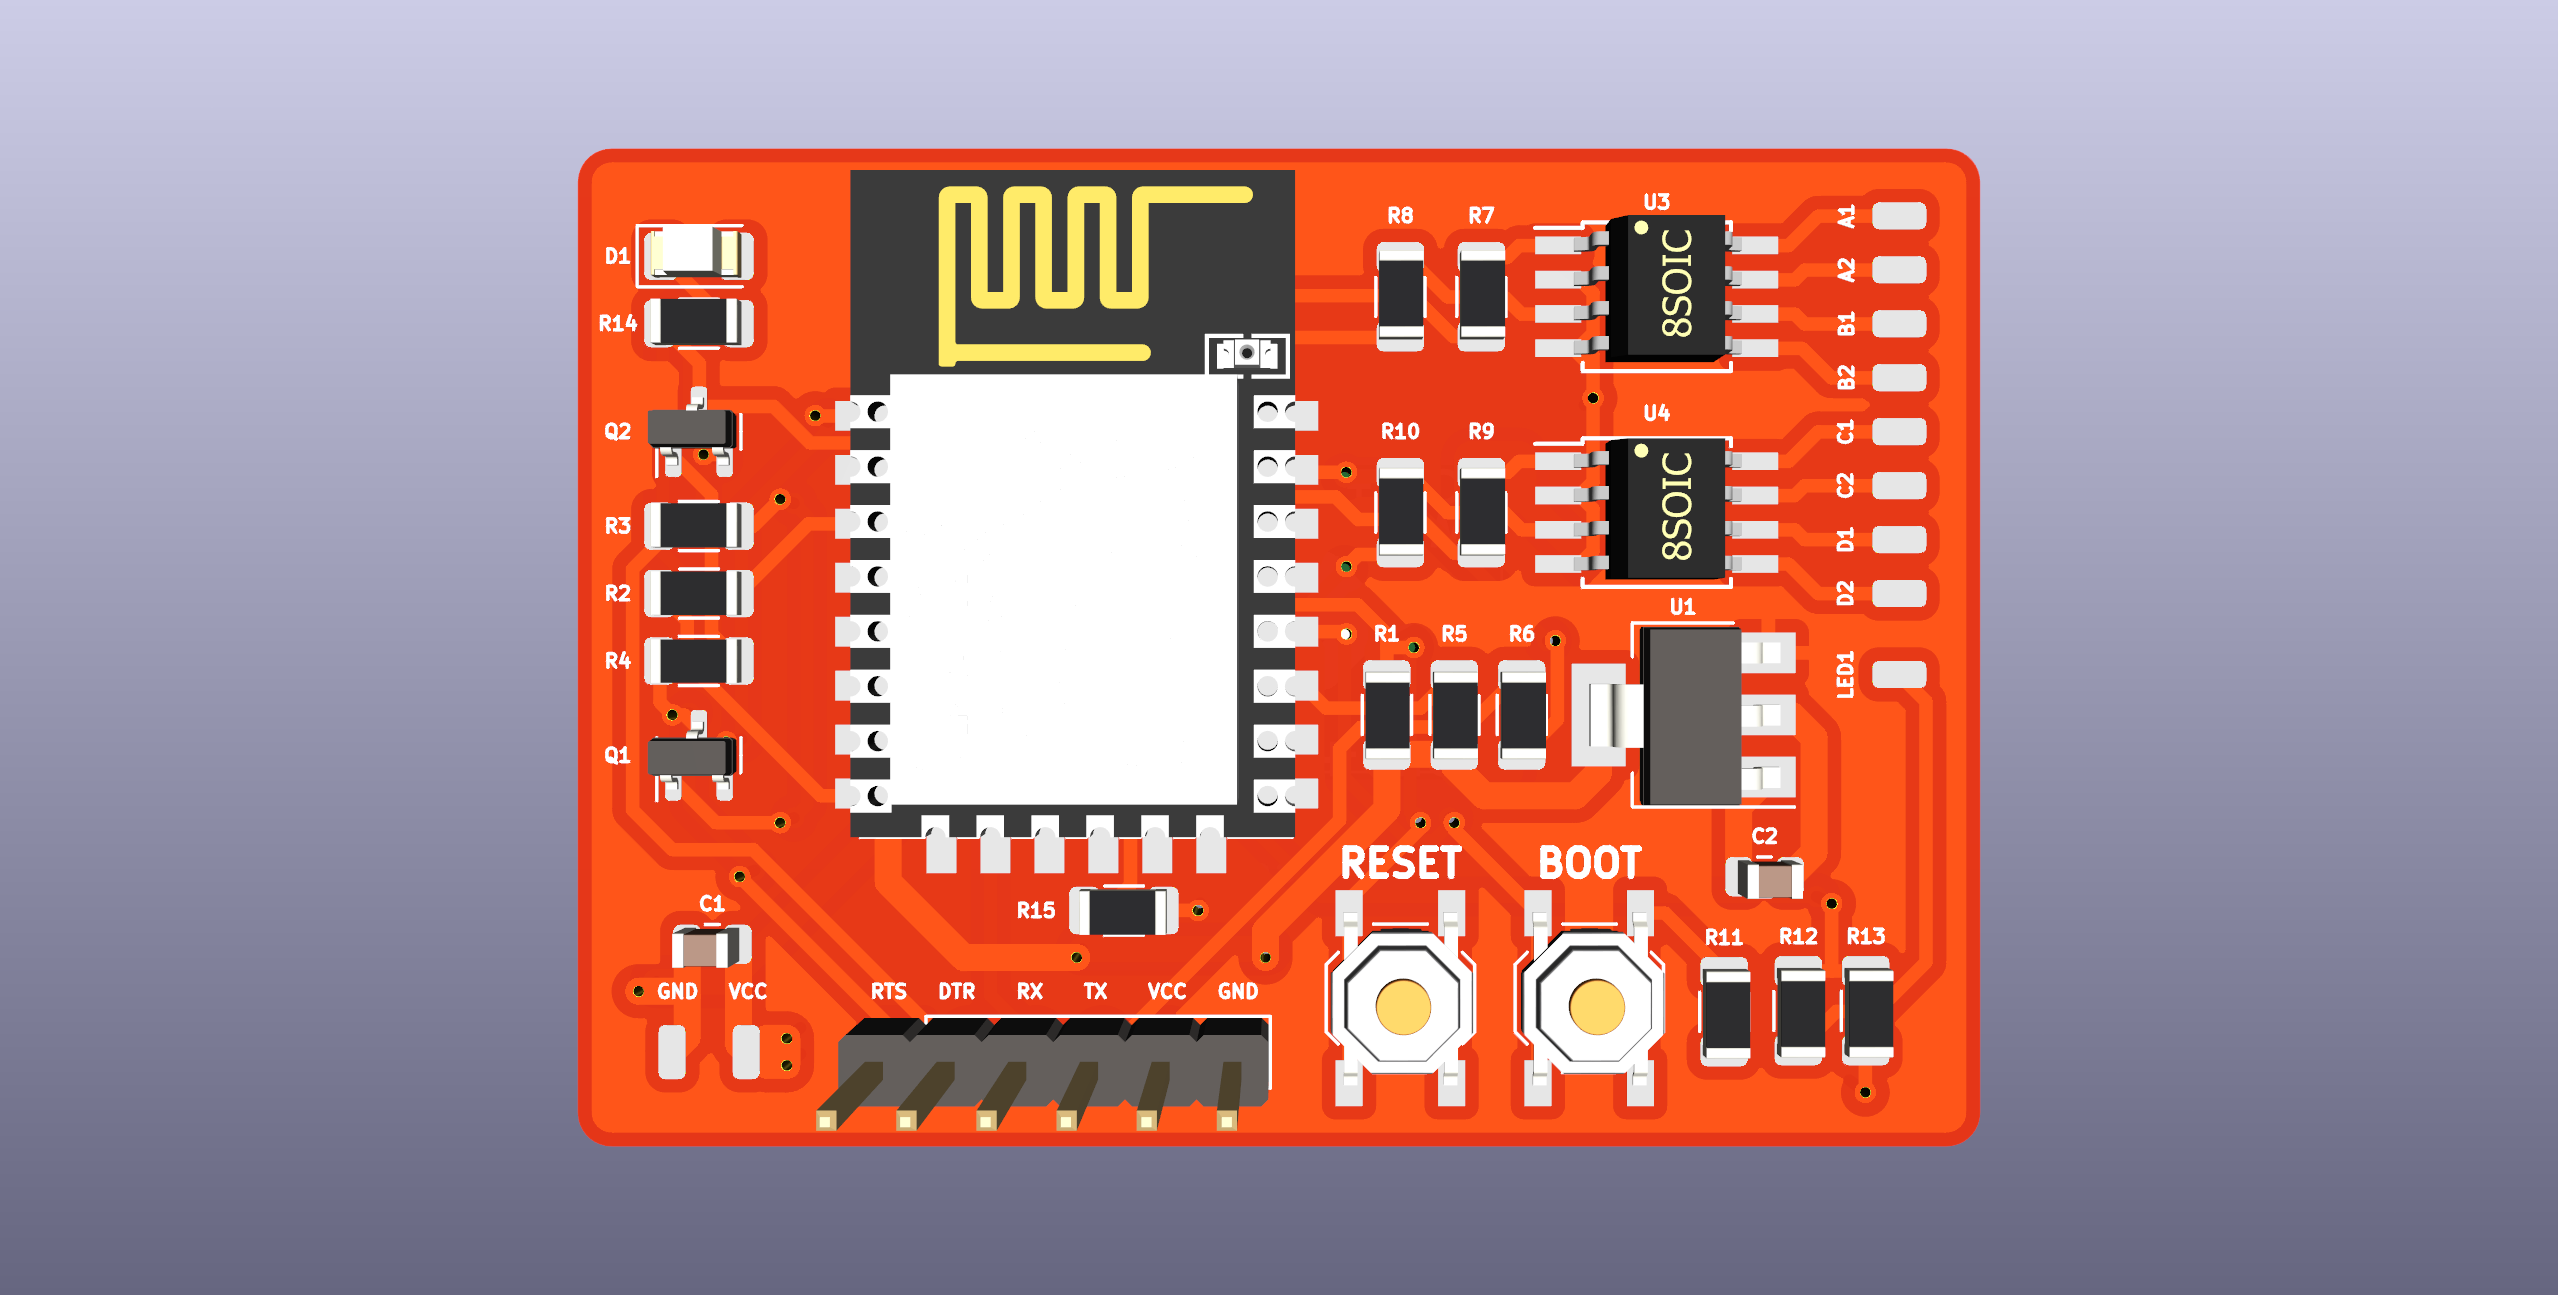 U3
R8 R7 A1
8SOIC
D1 A2
R14 B1
B2
U4
Q2 R10 R9 C1
C2
8SOIC
R3 D1
R2 D2
U1
R1 R5 R6
R4 LED1
Q1
C2
RESET BOOT
C1 R15
R11 R12 R13
GND VCC RTS DTR RX TX VCC GND